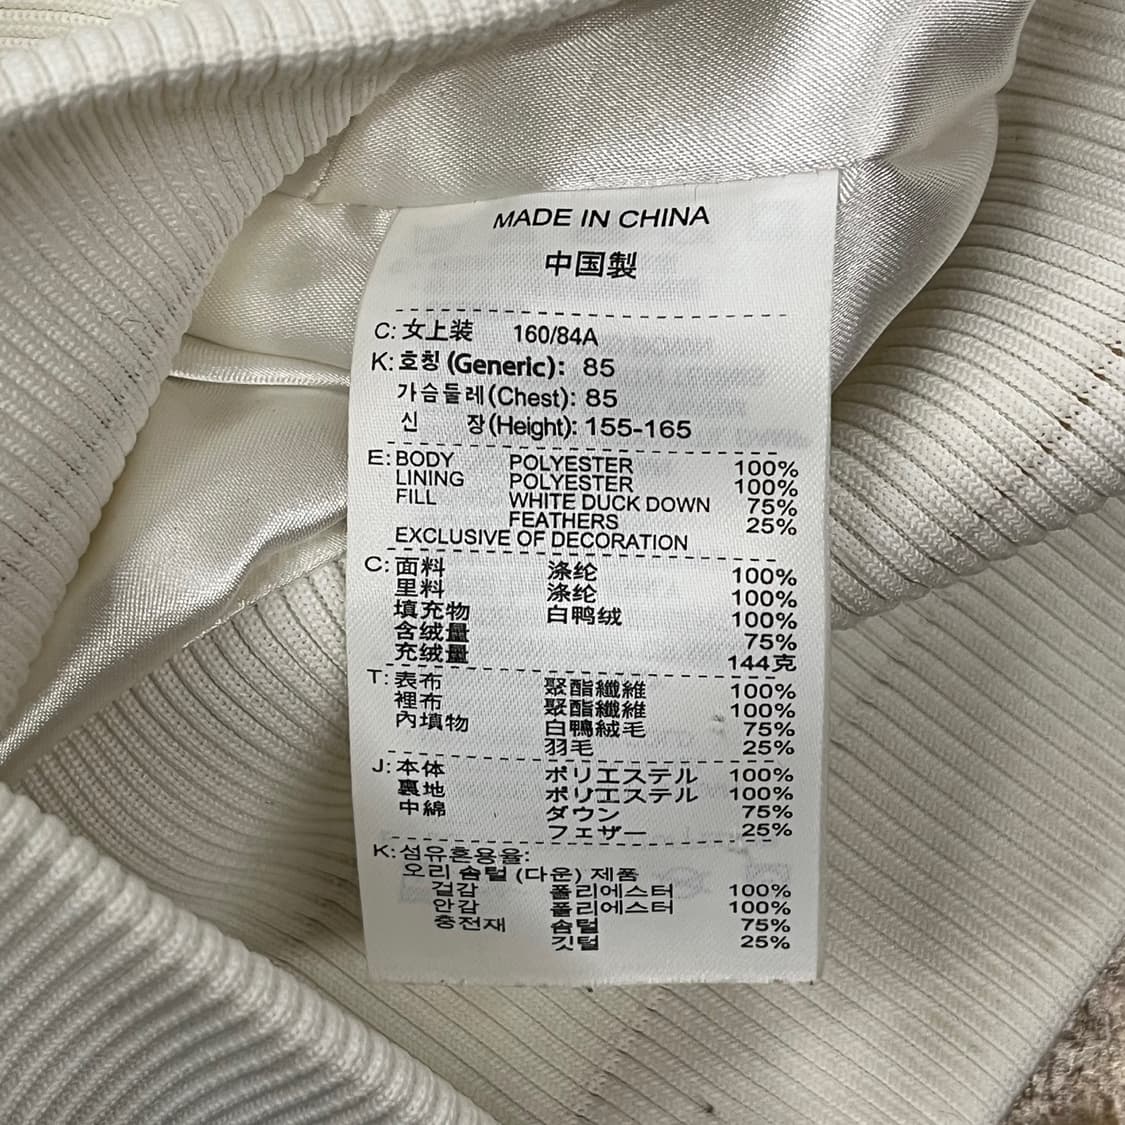 MADE IN CHINA
中国製
C: 女上装 160/84A
K: 호칭 (Generic): 85
가슴둘레(Chest): 85
신 장(Height): 155-165
E: BODY POLYESTER 100%
LINING POLYESTER 100%
FILL WHITE DUCK DOWN 75%
FEATHERS 25%
EXCLUSIVE OF DECORATION
C: 面料 涤纶 100%
里料 涤纶 100%
填充物 白鸭绒 100%
含绒量 75%
充绒量 144克
T: 表布 聚酯纖維 100%
裡布 聚酯纖維 100%
內填物 白鴨絨毛 75%
羽毛 25%
J: 本体 ポリエステル 100%
裏地 ポリエステル 100%
中綿 ダウン 75%
フェザー 25%
K: 섬유혼용율:
오리 솜털 (다운) 제품
겉감 폴리에스터 100%
안감 폴리에스터 100%
충전재 솜털 75%
깃털 25%